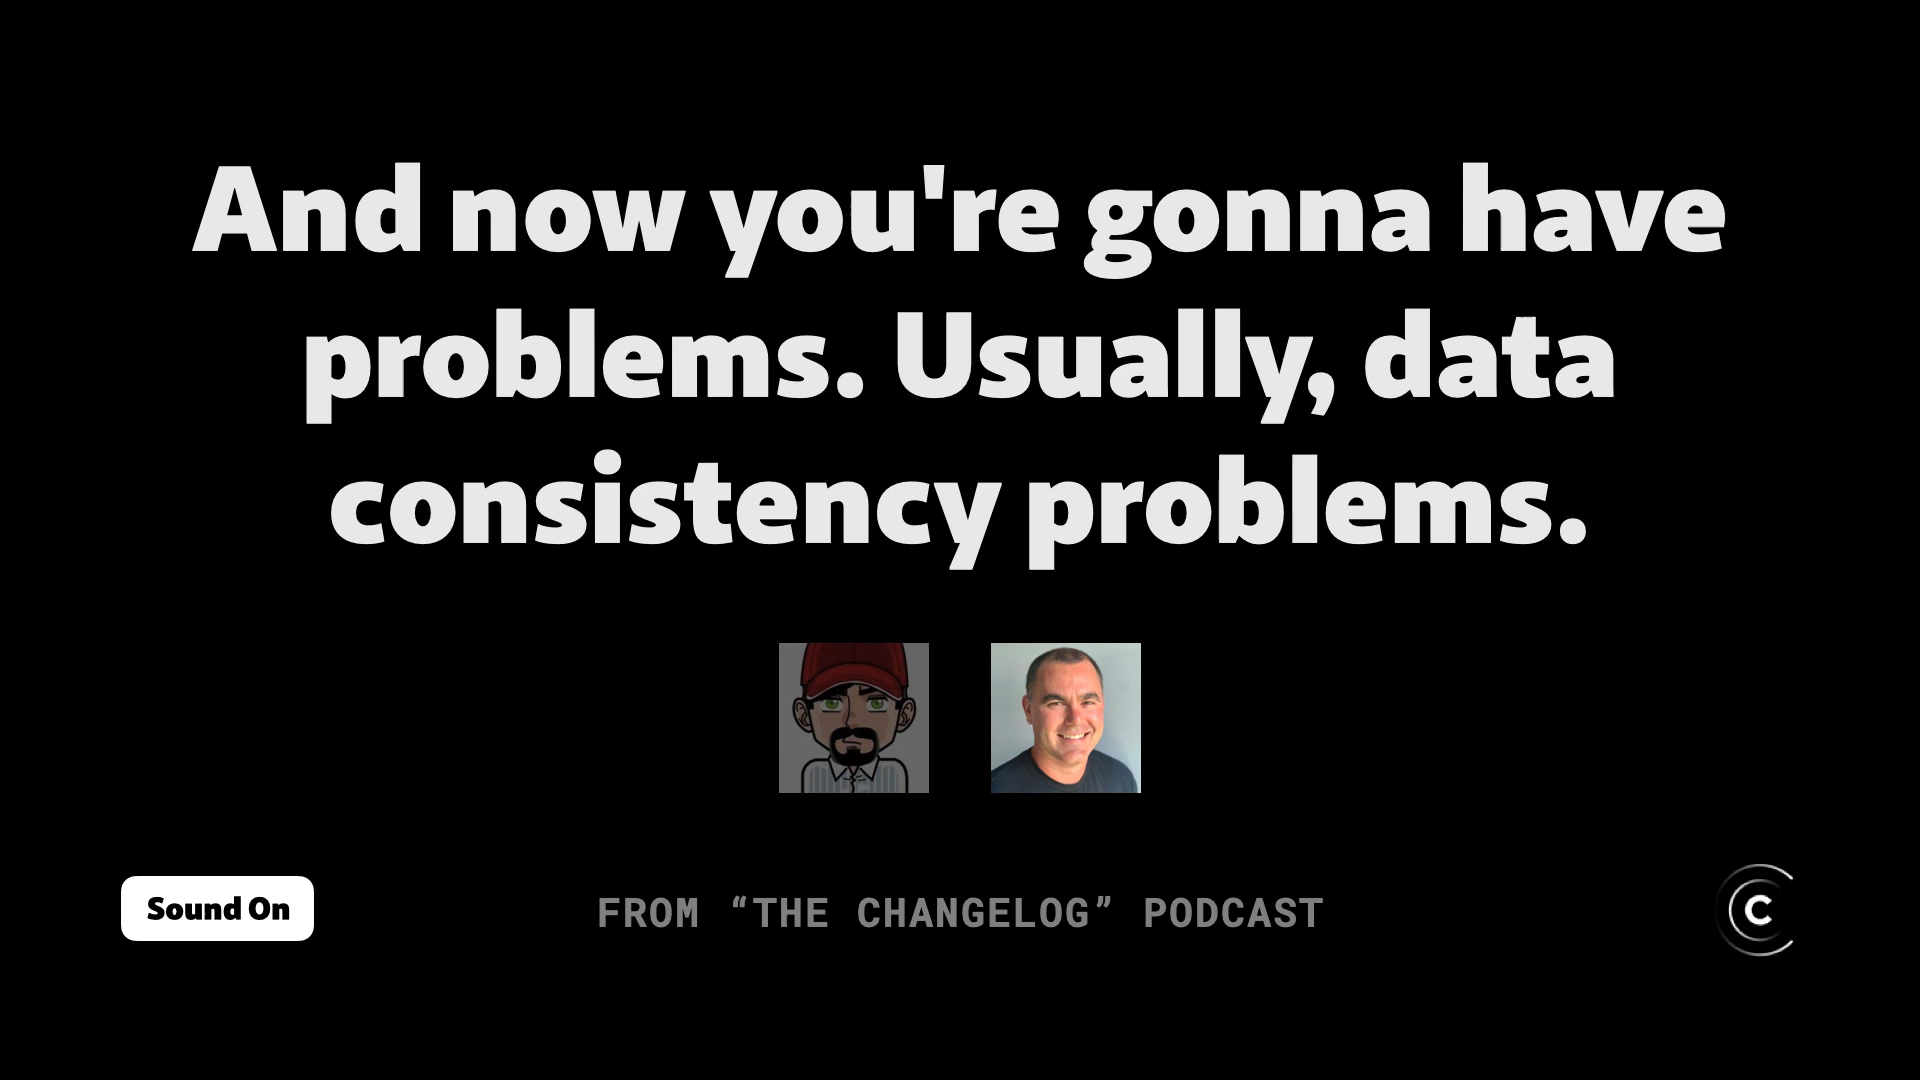 And now you're gonna have
problems. Usually, data
consistency problems.
Sound On
FROM “THE CHANGELOG” PODCAST
C